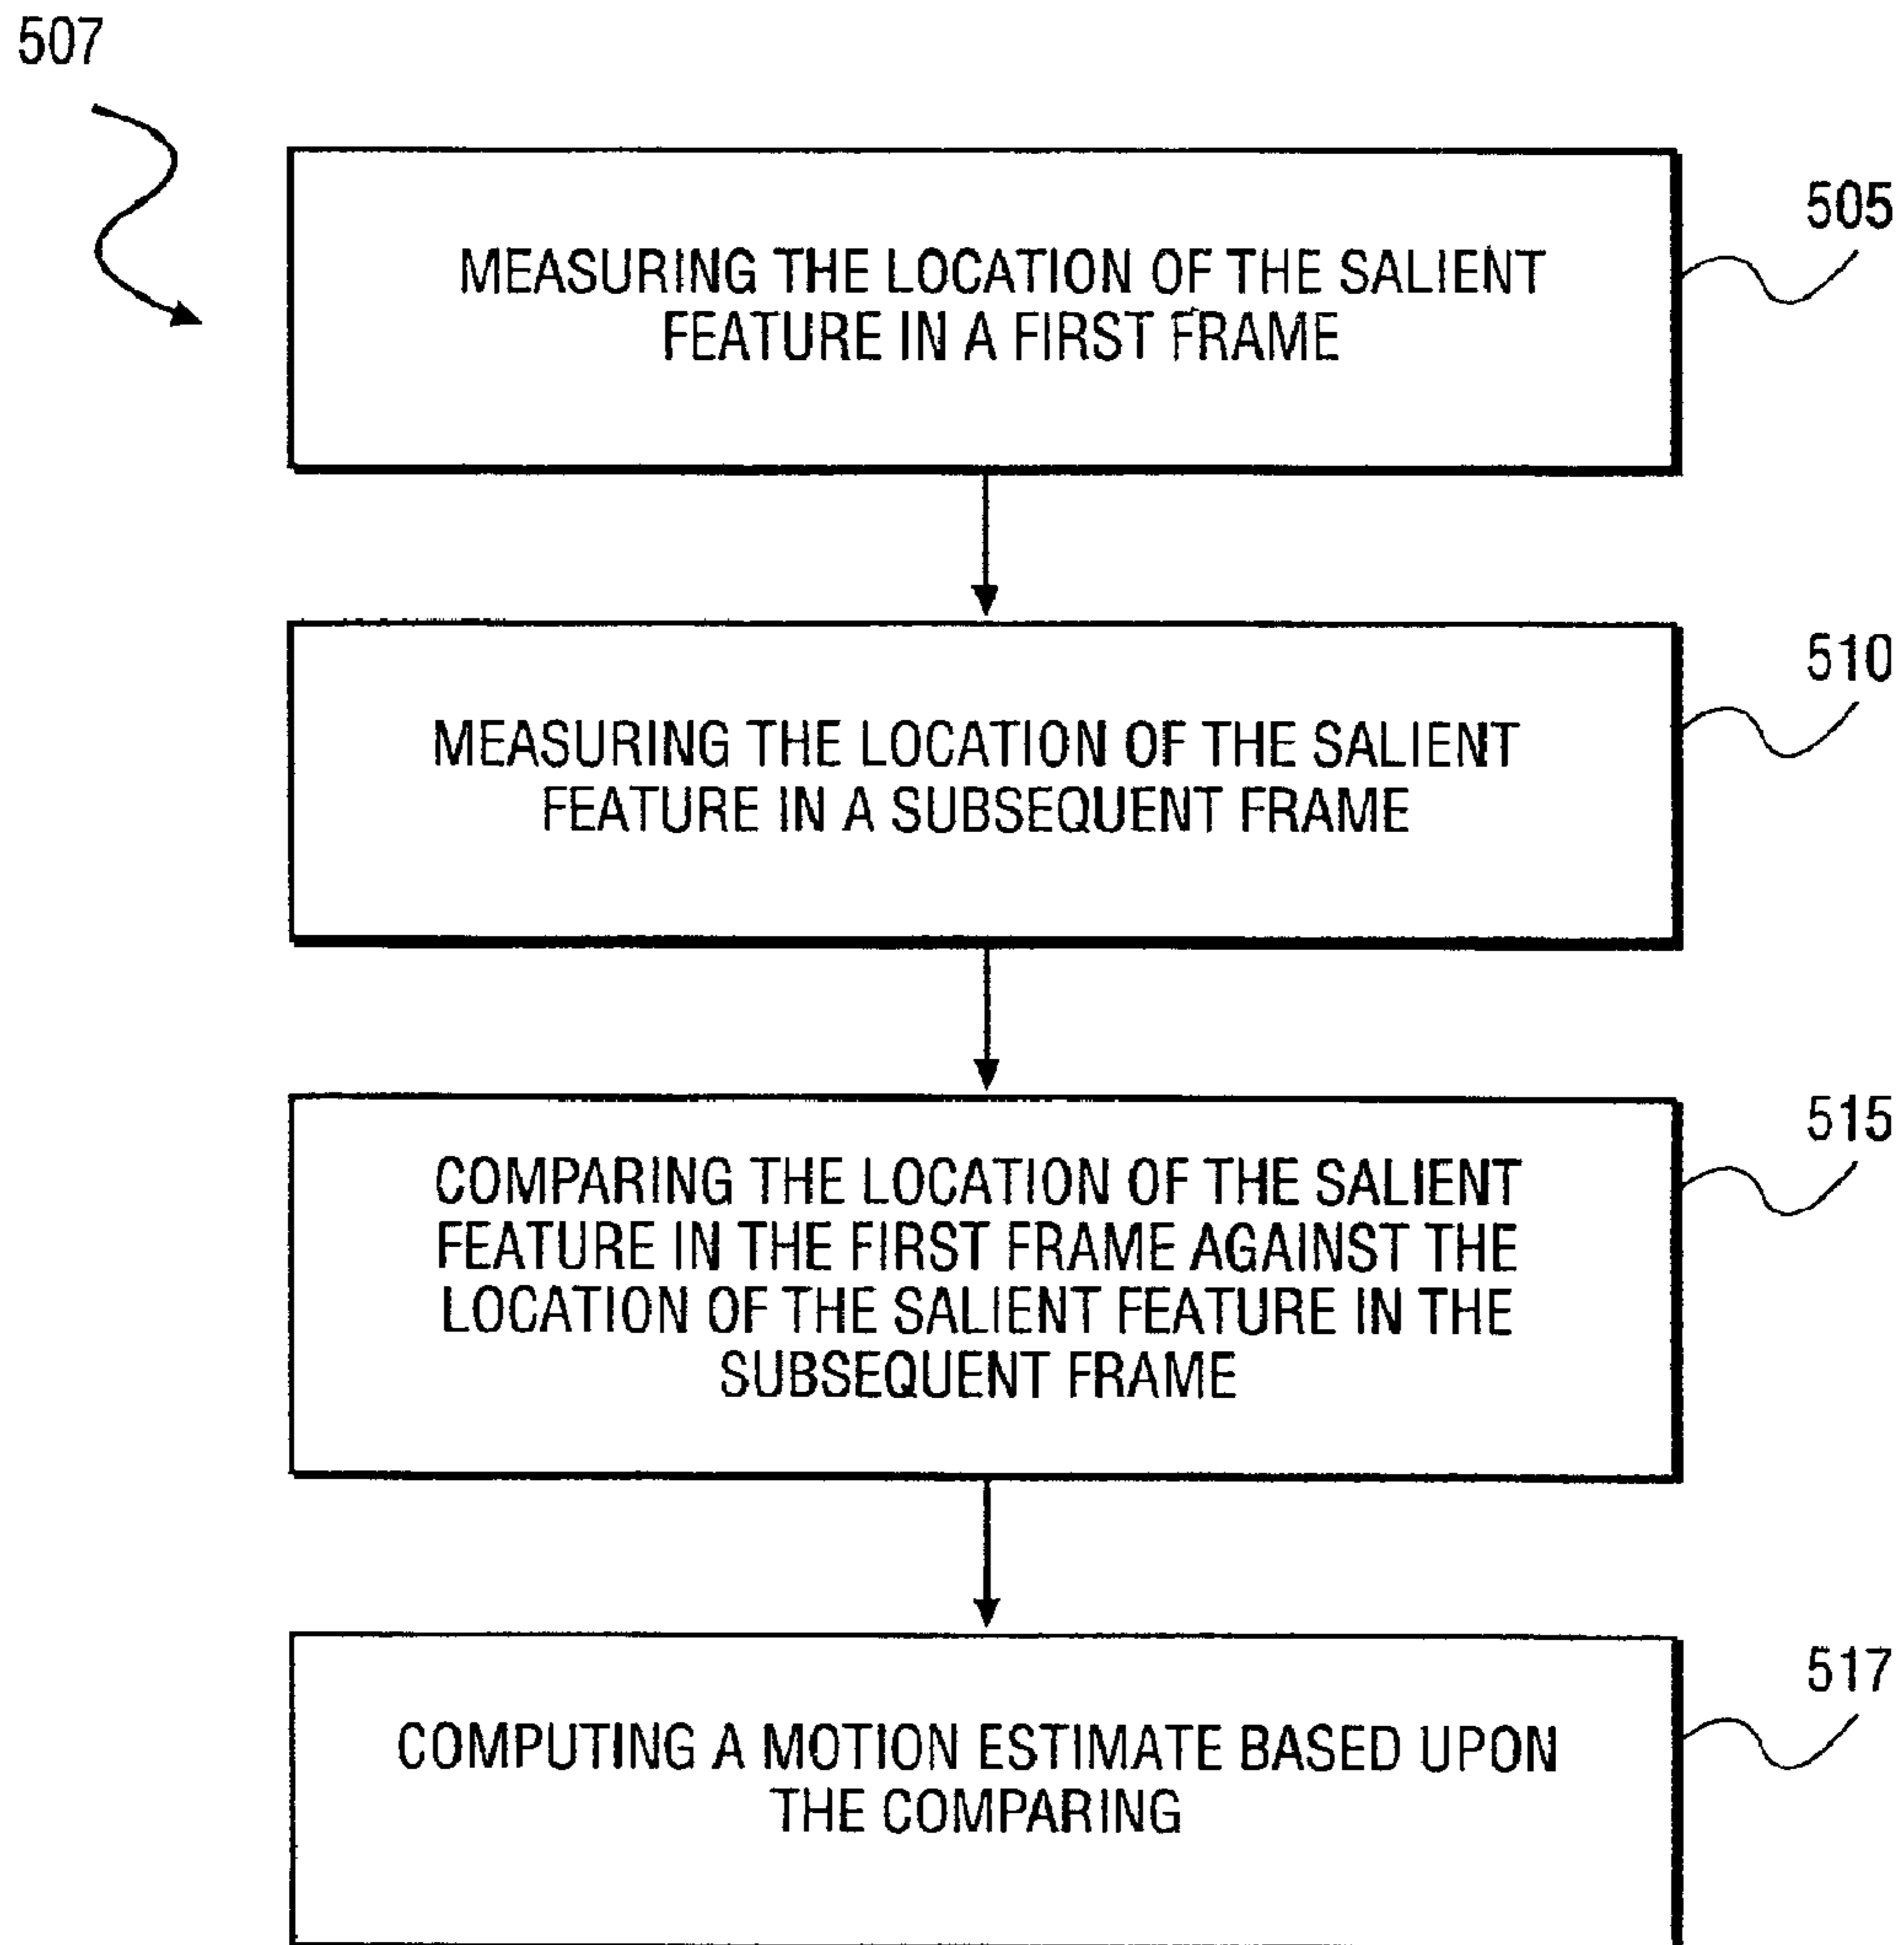 507
505
MEASURING THE LOCATION OF THE SALIENT
FEATURE IN A FIRST FRAME
510
MEASURING THE LOCATION OF THE SALIENT
FEATURE IN A SUBSEQUENT FRAME
515
COMPARING THE LOCATION OF THE SALIENT
FEATURE IN THE FIRST FRAME AGAINST THE
LOCATION OF THE SALIENT FEATURE IN THE
SUBSEQUENT FRAME
517
COMPUTING A MOTION ESTIMATE BASED UPON
THE COMPARING